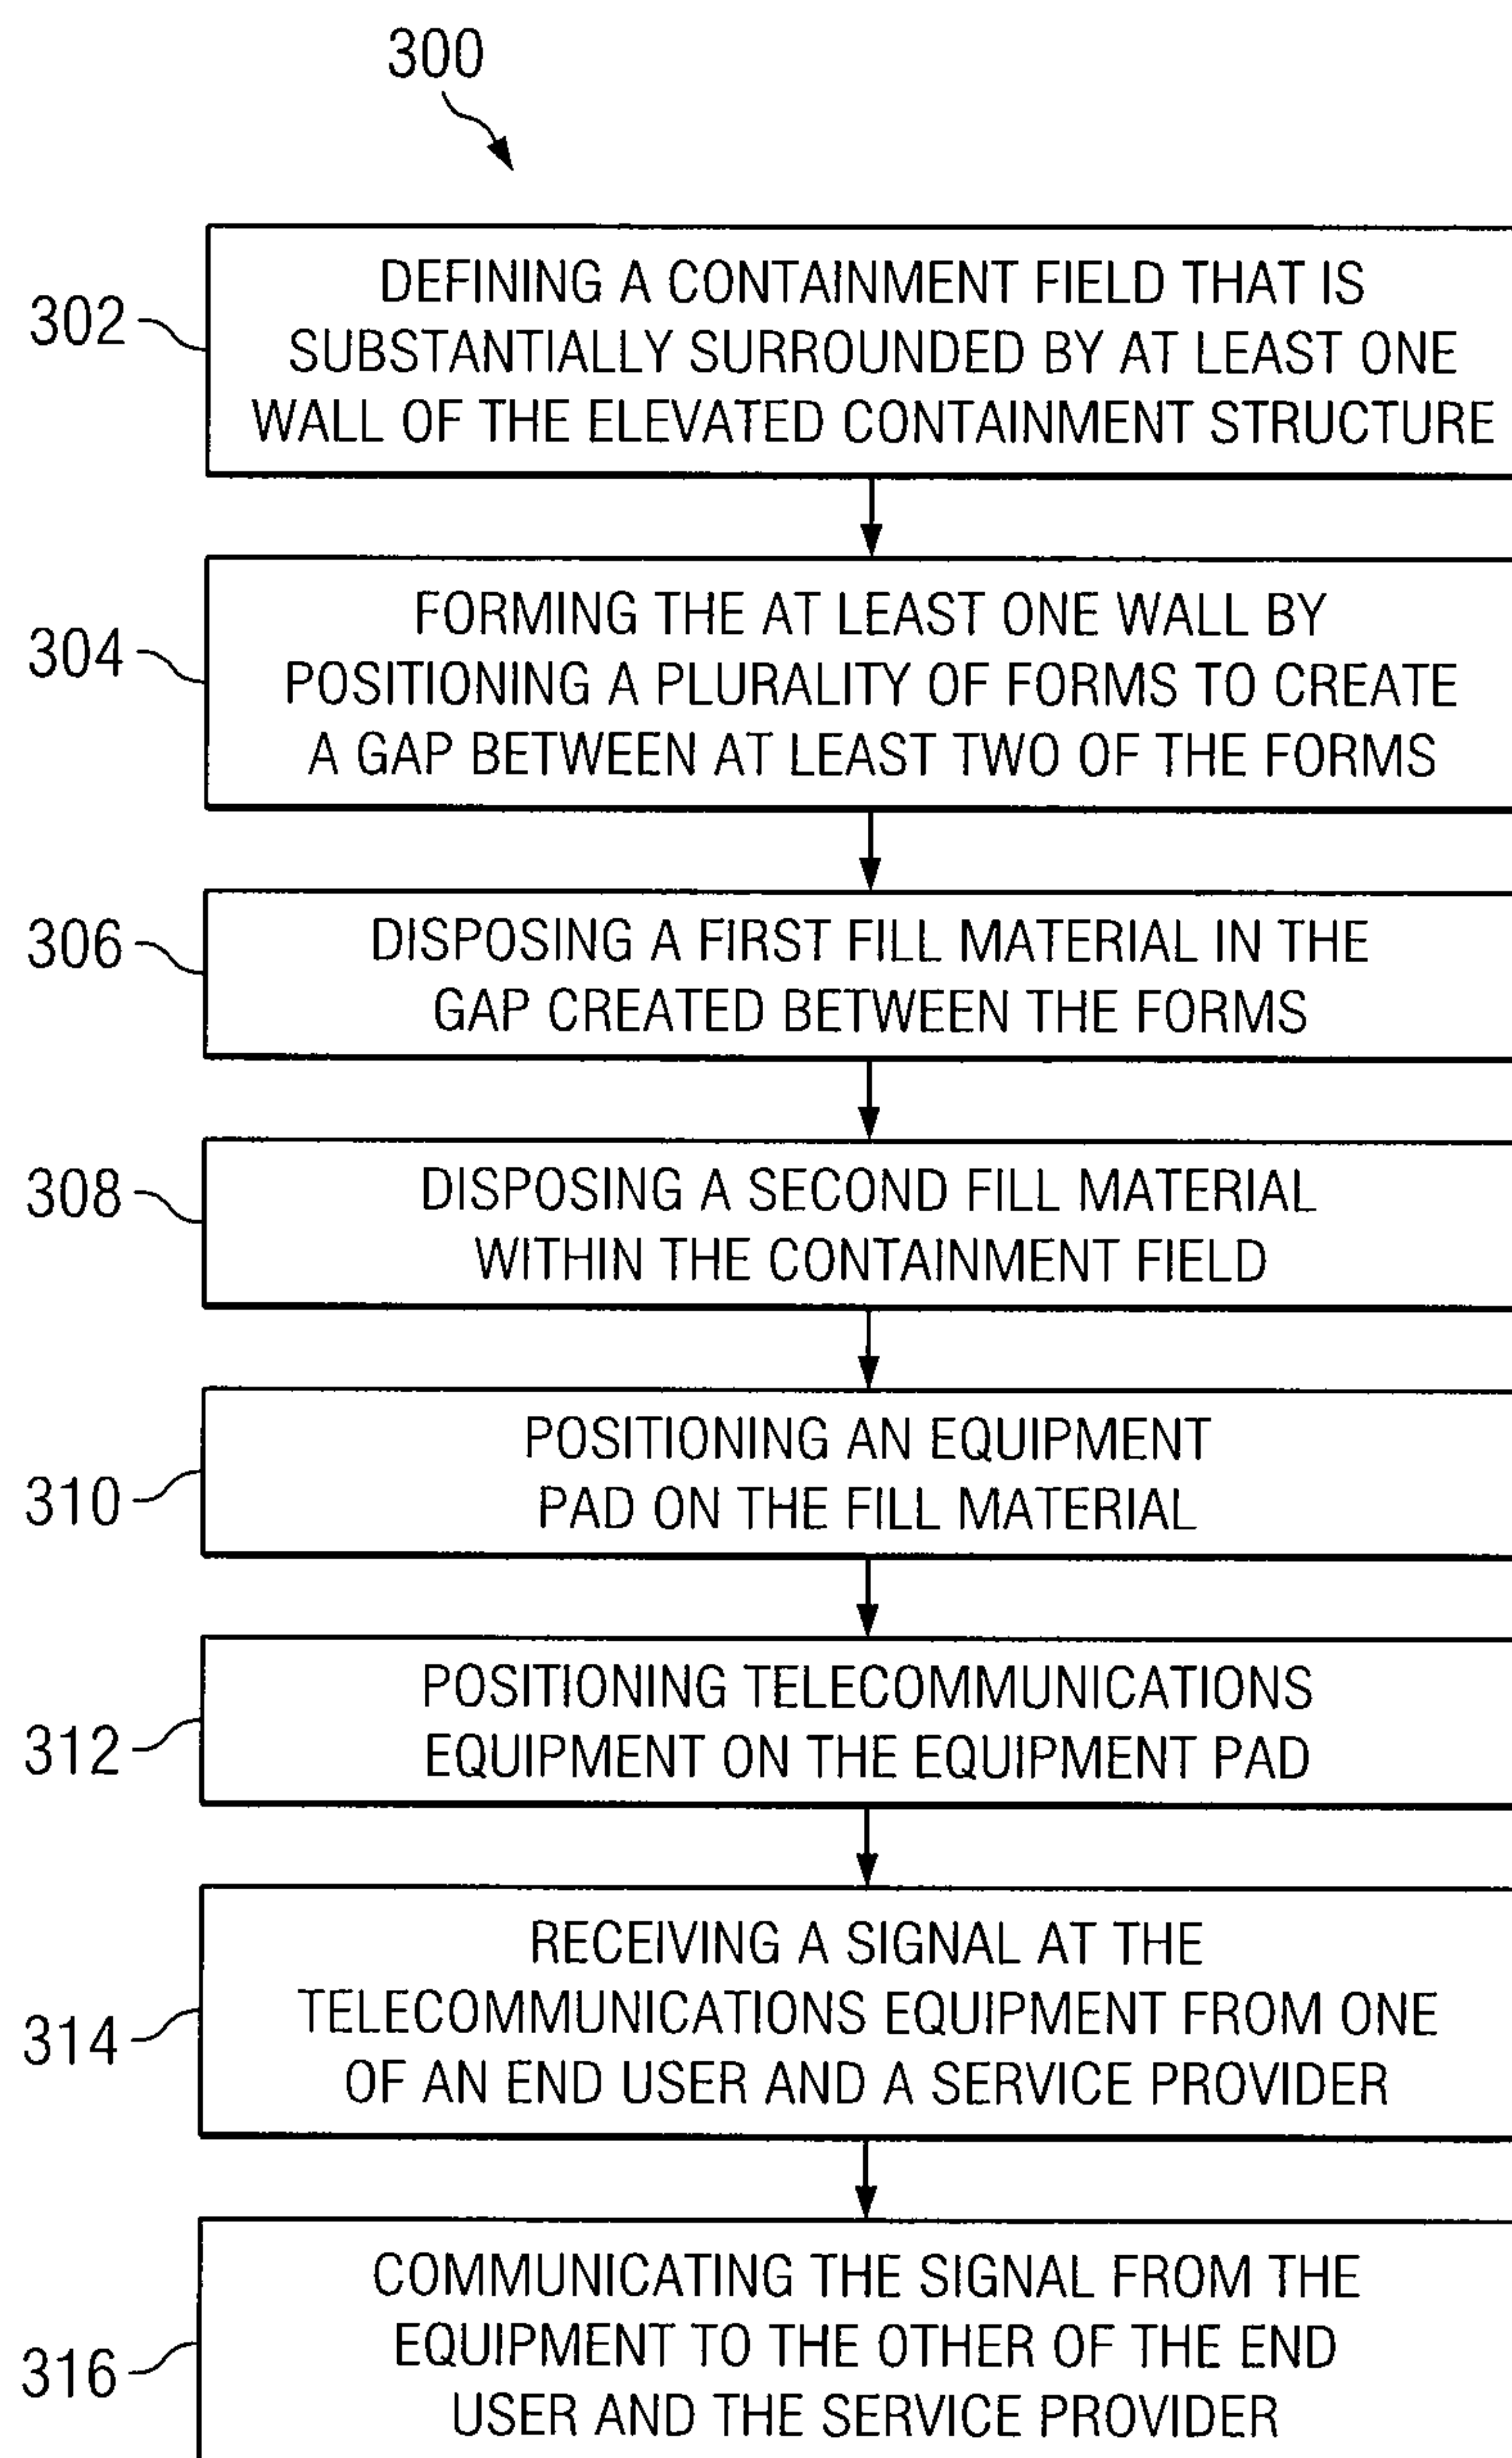 300
302
DEFINING A CONTAINMENT FIELD THAT IS
SUBSTANTIALLY SURROUNDED BY AT LEAST ONE
WALL OF THE ELEVATED CONTAINMENT STRUCTURE
304
FORMING THE AT LEAST ONE WALL BY
POSITIONING A PLURALITY OF FORMS TO CREATE
A GAP BETWEEN AT LEAST TWO OF THE FORMS
306
DISPOSING A FIRST FILL MATERIAL IN THE
GAP CREATED BETWEEN THE FORMS
308
DISPOSING A SECOND FILL MATERIAL
WITHIN THE CONTAINMENT FIELD
310
POSITIONING AN EQUIPMENT
PAD ON THE FILL MATERIAL
312
POSITIONING TELECOMMUNICATIONS
EQUIPMENT ON THE EQUIPMENT PAD
314
RECEIVING A SIGNAL AT THE
TELECOMMUNICATIONS EQUIPMENT FROM ONE
OF AN END USER AND A SERVICE PROVIDER
316
COMMUNICATING THE SIGNAL FROM THE
EQUIPMENT TO THE OTHER OF THE END
USER AND THE SERVICE PROVIDER